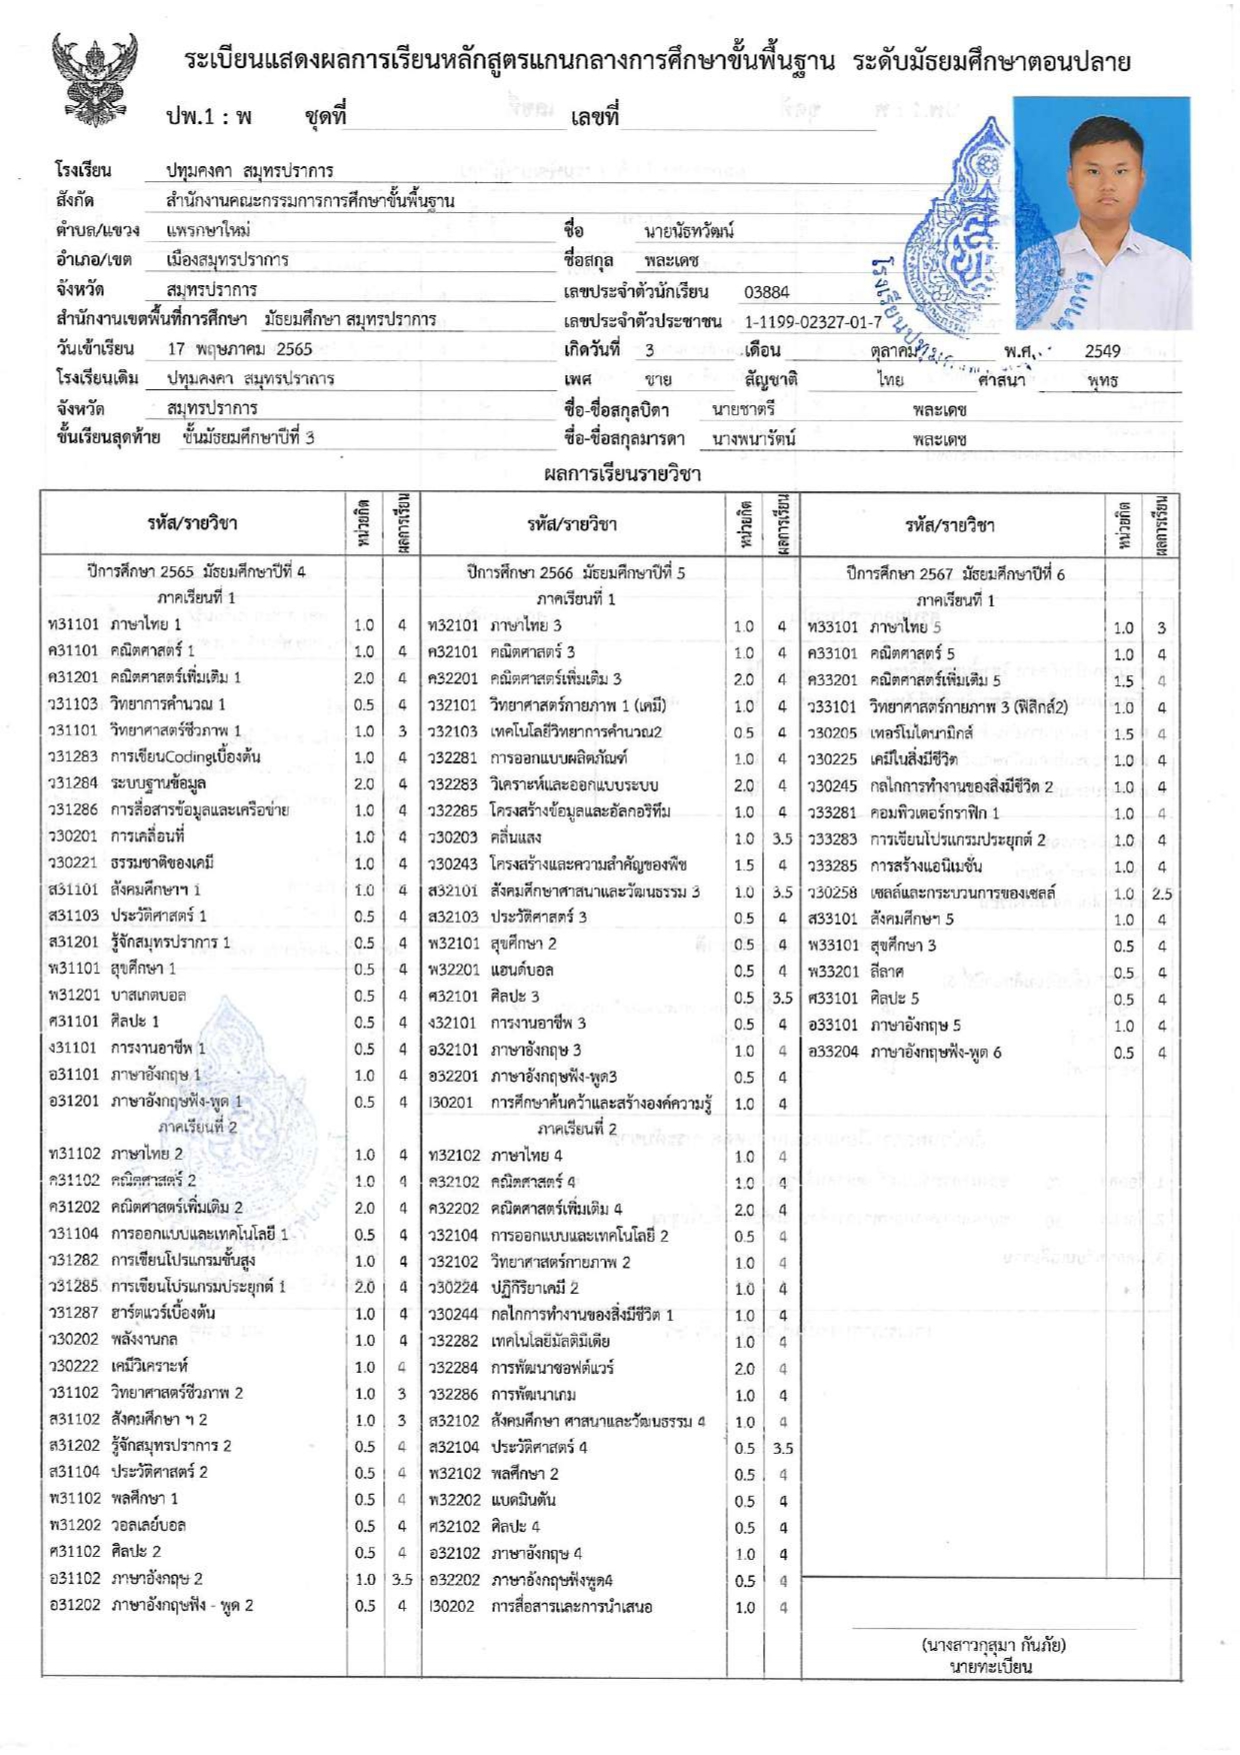 ระเบียนแสดงผลการเรียนหลักสูตรแกนกลางการศึกษาขั้นพื้นฐาน ระดับมัธยมศึกษาตอนปลาย
ปพ.1 : พ ชุดที่ เลขที่
โรงเรียน ปทุมคงคา สมุทรปราการ
สังกัด สำนักงานคณะกรรมการการศึกษาขั้นพื้นฐาน
ตำบล/แขวง แพรกษาใหม่ ชื่อ นายนัธทวัฒน์
อำเภอ/เขต เมืองสมุทรปราการ ชื่อสกุล พละเดช
จังหวัด สมุทรปราการ เลขประจำตัวนักเรียน 03884
สำนักงานเขตพื้นที่การศึกษา มัธยมศึกษา สมุทรปราการ เลขประจำตัวประชาชน 1-1199-02327-01-7
วันเข้าเรียน 17 พฤษภาคม 2565 เกิดวันที่ 3 เดือน ตุลาคม พ.ศ. 2549
โรงเรียนเดิม ปทุมคงคา สมุทรปราการ เพศ ชาย สัญชาติ ไทย ศาสนา พุทธ
จังหวัด สมุทรปราการ ชื่อ-ชื่อสกุลบิดา นายชาตรี พละเดช
ชั้นเรียนสุดท้าย ชั้นมัธยมศึกษาปีที่ 3 ชื่อ-ชื่อสกุลมารดา นางพนารัตน์ พละเดช
ผลการเรียนรายวิชา
รหัส/รายวิชา หน่วยกิต ผลการเรียน
ปีการศึกษา 2565 มัธยมศึกษาปีที่ 4
ภาคเรียนที่ 1
ท31101 ภาษาไทย 1 1.0 4
ค31101 คณิตศาสตร์ 1 1.0 4
ค31201 คณิตศาสตร์เพิ่มเติม 1 2.0 4
ว31103 วิทยาการคำนวณ 1 0.5 4
ว31101 วิทยาศาสตร์ชีวภาพ 1 1.0 3
ว31283 การเขียนCodingเบื้องต้น 1.0 4
ว31284 ระบบฐานข้อมูล 2.0 4
ว31286 การสื่อสารข้อมูลและเครือข่าย 1.0 4
ว30201 การเคลื่อนที่ 1.0 4
ว30221 ธรรมชาติของเคมี 1.0 4
ส31101 สังคมศึกษาฯ 1 1.0 4
ส31103 ประวัติศาสตร์ 1 0.5 4
ส31201 รู้จักสมุทรปราการ 1 0.5 4
พ31101 สุขศึกษา 1 0.5 4
พ31201 บาสเกตบอล 0.5 4
ศ31101 ศิลปะ 1 0.5 4
ง31101 การงานอาชีพ 1 0.5 4
อ31101 ภาษาอังกฤษ 1 1.0 4
อ31201 ภาษาอังกฤษฟัง-พูด 1 0.5 4
ภาคเรียนที่ 2
ท31102 ภาษาไทย 2 1.0 4
ค31102 คณิตศาสตร์ 2 1.0 4
ค31202 คณิตศาสตร์เพิ่มเติม 2 2.0 4
ว31104 การออกแบบและเทคโนโลยี 1 0.5 4
ว31282 การเขียนโปรแกรมขั้นสูง 1.0 4
ว31285 การเขียนโปรแกรมประยุกต์ 1 2.0 4
ว31287 ฮาร์ดแวร์เบื้องต้น 1.0 4
ว30202 พลังงานกล 1.0 4
ว30222 เคมีวิเคราะห์ 1.0 4
ว31102 วิทยาศาสตร์ชีวภาพ 2 1.0 3
ส31102 สังคมศึกษา ฯ 2 1.0 3
ส31202 รู้จักสมุทรปราการ 2 0.5 4
ส31104 ประวัติศาสตร์ 2 0.5 4
พ31102 พลศึกษา 1 0.5 4
พ31202 วอลเลย์บอล 0.5 4
ศ31102 ศิลปะ 2 0.5 4
อ31102 ภาษาอังกฤษ 2 1.0 3.5
อ31202 ภาษาอังกฤษฟัง - พูด 2 0.5 4
รหัส/รายวิชา หน่วยกิต ผลการเรียน
ปีการศึกษา 2566 มัธยมศึกษาปีที่ 5
ภาคเรียนที่ 1
ท32101 ภาษาไทย 3 1.0 4
ค32101 คณิตศาสตร์ 3 1.0 4
ค32201 คณิตศาสตร์เพิ่มเติม 3 2.0 4
ว32101 วิทยาศาสตร์กายภาพ 1 (เคมี) 1.0 4
ว32103 เทคโนโลยีวิทยาการคำนวณ2 0.5 4
ว32281 การออกแบบผลิตภัณฑ์ 1.0 4
ว32283 วิเคราะห์และออกแบบระบบ 2.0 4
ว32285 โครงสร้างข้อมูลและอัลกอริทึม 1.0 4
ว30203 คลื่นแสง 1.0 3.5
ว30243 โครงสร้างและความสำคัญของพืช 1.5 4
ส32101 สังคมศึกษาศาสนาและวัฒนธรรม 3 1.0 3.5
ส32103 ประวัติศาสตร์ 3 0.5 4
พ32101 สุขศึกษา 2 0.5 4
พ32201 แฮนด์บอล 0.5 4
ศ32101 ศิลปะ 3 0.5 3.5
ง32101 การงานอาชีพ 3 0.5 4
อ32101 ภาษาอังกฤษ 3 1.0 4
อ32201 ภาษาอังกฤษฟัง-พูด3 0.5 4
I30201 การศึกษาค้นคว้าและสร้างองค์ความรู้ 1.0 4
ภาคเรียนที่ 2
ท32102 ภาษาไทย 4 1.0 4
ค32102 คณิตศาสตร์ 4 1.0 4
ค32202 คณิตศาสตร์เพิ่มเติม 4 2.0 4
ว32104 การออกแบบและเทคโนโลยี 2 0.5 4
ว32102 วิทยาศาสตร์กายภาพ 2 1.0 4
ว30224 ปฏิกิริยาเคมี 2 1.0 4
ว30244 กลไกการทำงานของสิ่งมีชีวิต 1 1.0 4
ว32282 เทคโนโลยีมัลติมีเดีย 1.0 4
ว32284 การพัฒนาซอฟต์แวร์ 2.0 4
ว32286 การพัฒนาเกม 1.0 4
ส32102 สังคมศึกษา ศาสนาและวัฒนธรรม 4 1.0 4
ส32104 ประวัติศาสตร์ 4 0.5 3.5
พ32102 พลศึกษา 2 0.5 4
พ32202 แบดมินตัน 0.5 4
ศ32102 ศิลปะ 4 0.5 4
อ32102 ภาษาอังกฤษ 4 1.0 4
อ32202 ภาษาอังกฤษฟังพูด4 0.5 4
I30202 การสื่อสารและการนำเสนอ 1.0 4
รหัส/รายวิชา หน่วยกิต ผลการเรียน
ปีการศึกษา 2567 มัธยมศึกษาปีที่ 6
ภาคเรียนที่ 1
ท33101 ภาษาไทย 5 1.0 3
ค33101 คณิตศาสตร์ 5 1.0 4
ค33201 คณิตศาสตร์เพิ่มเติม 5 1.5 4
ว33101 วิทยาศาสตร์กายภาพ 3 (ฟิสิกส์2) 1.0 4
ว30205 เทอร์โมไดนามิกส์ 1.5 4
ว30225 เคมีในสิ่งมีชีวิต 1.0 4
ว30245 กลไกการทำงานของสิ่งมีชีวิต 2 1.0 4
ว33281 คอมพิวเตอร์กราฟิก 1 1.0 4
ว33283 การเขียนโปรแกรมประยุกต์ 2 1.0 4
ว33285 การสร้างแอนิเมชั่น 1.0 4
ว30258 เซลล์และกระบวนการของเซลล์ 1.0 2.5
ส33101 สังคมศึกษาฯ 5 1.0 4
พ33101 สุขศึกษา 3 0.5 4
พ33201 ลีลาศ 0.5 4
ศ33101 ศิลปะ 5 0.5 4
อ33101 ภาษาอังกฤษ 5 1.0 4
อ33204 ภาษาอังกฤษฟัง-พูด 6 0.5 4
(นางสาวกุสุมา กันภัย)
นายทะเบียน